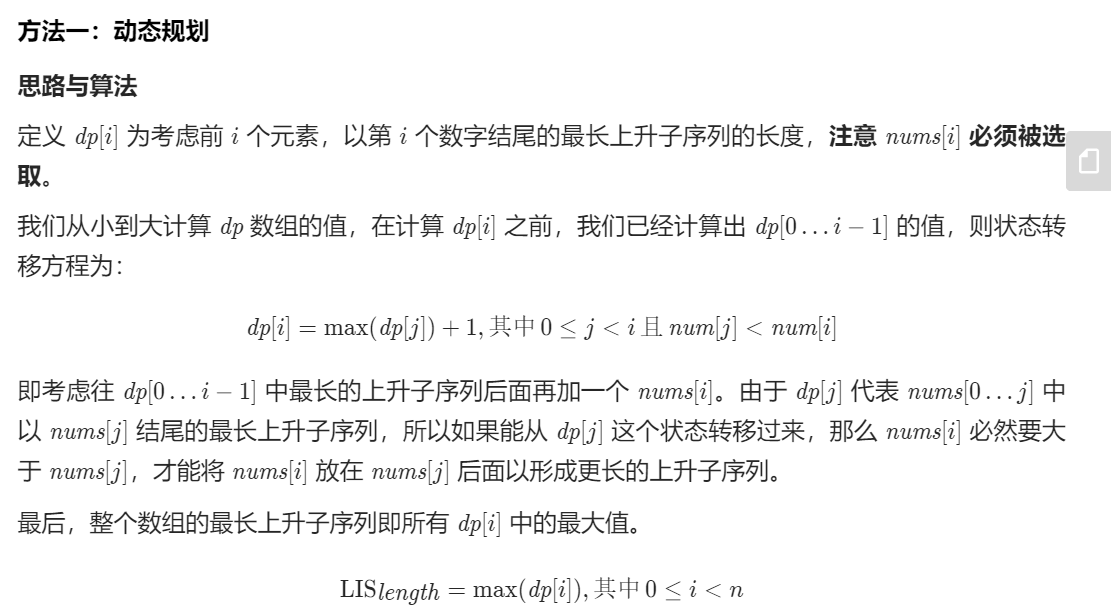 方法一：动态规划
思路与算法
定义 dp[i] 为考虑前 i 个元素，以第 i 个数字结尾的最长上升子序列的长度，注意 nums[i] 必须被选
取。
我们从小到大计算 dp 数组的值，在计算 dp[i] 之前，我们已经计算出 dp[0…i − 1] 的值，则状态转
移方程为：
dp[i] = max(dp[j]) + 1, 其中 0 ≤ j < i 且 num[j] < num[i]
即考虑往 dp[0…i − 1] 中最长的上升子序列后面再加一个 nums[i]。由于 dp[j] 代表 nums[0…j] 中
以 nums[j] 结尾的最长上升子序列，所以如果能从 dp[j] 这个状态转移过来，那么 nums[i] 必然要大
于 nums[j]，才能将 nums[i] 放在 nums[j] 后面以形成更长的上升子序列。
最后，整个数组的最长上升子序列即所有 dp[i] 中的最大值。
LISlength = max(dp[i]), 其中 0 ≤ i < n